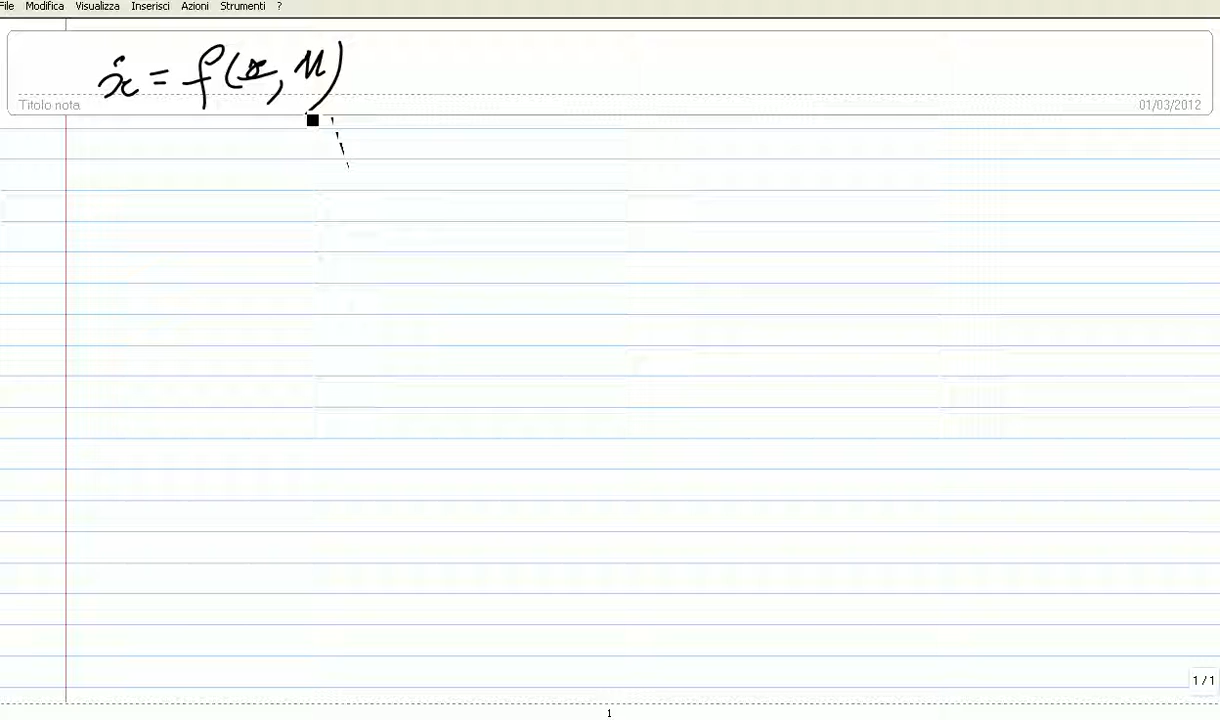 File Modifica Visualizza Inserisci Azioni Strumenti ?
ẋ = f(x, u)
Titolo nota 01/03/2012
1/1
1